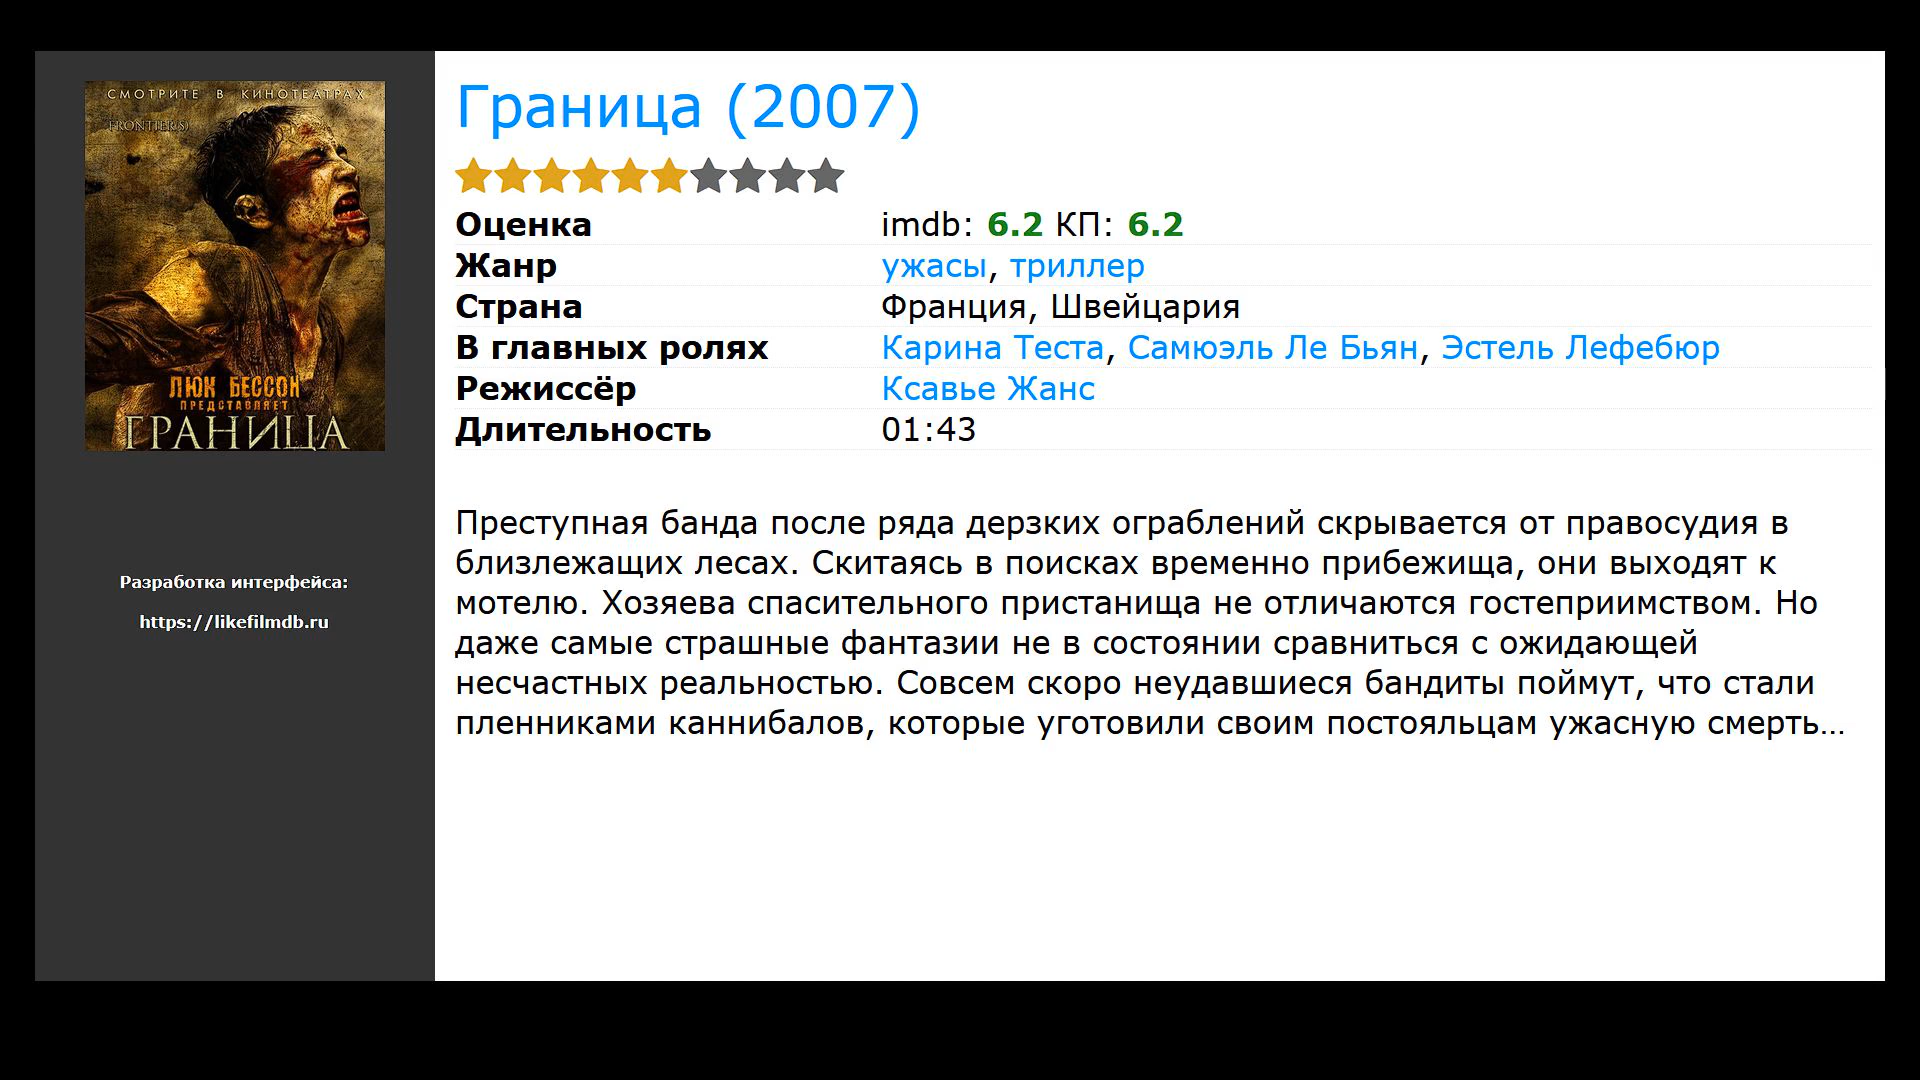 СМОТРИТЕ В КИНОТЕАТРАХ
FRONTIER(S)
ЛЮК БЕССОН
ПРЕДСТАВЛЯЕТ
ГРАНИЦА
Разработка интерфейса:
https://likefilmdb.ru
Граница (2007)
Оценка imdb: 6.2 КП: 6.2
Жанр ужасы, триллер
Страна Франция, Швейцария
В главных ролях Карина Теста, Самюэль Ле Бьян, Эстель Лефебюр
Режиссёр Ксавье Жанс
Длительность 01:43
Преступная банда после ряда дерзких ограблений скрывается от правосудия в
близлежащих лесах. Скитаясь в поисках временно прибежища, они выходят к
мотелю. Хозяева спасительного пристанища не отличаются гостеприимством. Но
даже самые страшные фантазии не в состоянии сравниться с ожидающей
несчастных реальностью. Совсем скоро неудавшиеся бандиты поймут, что стали
пленниками каннибалов, которые уготовили своим постояльцам ужасную смерть…